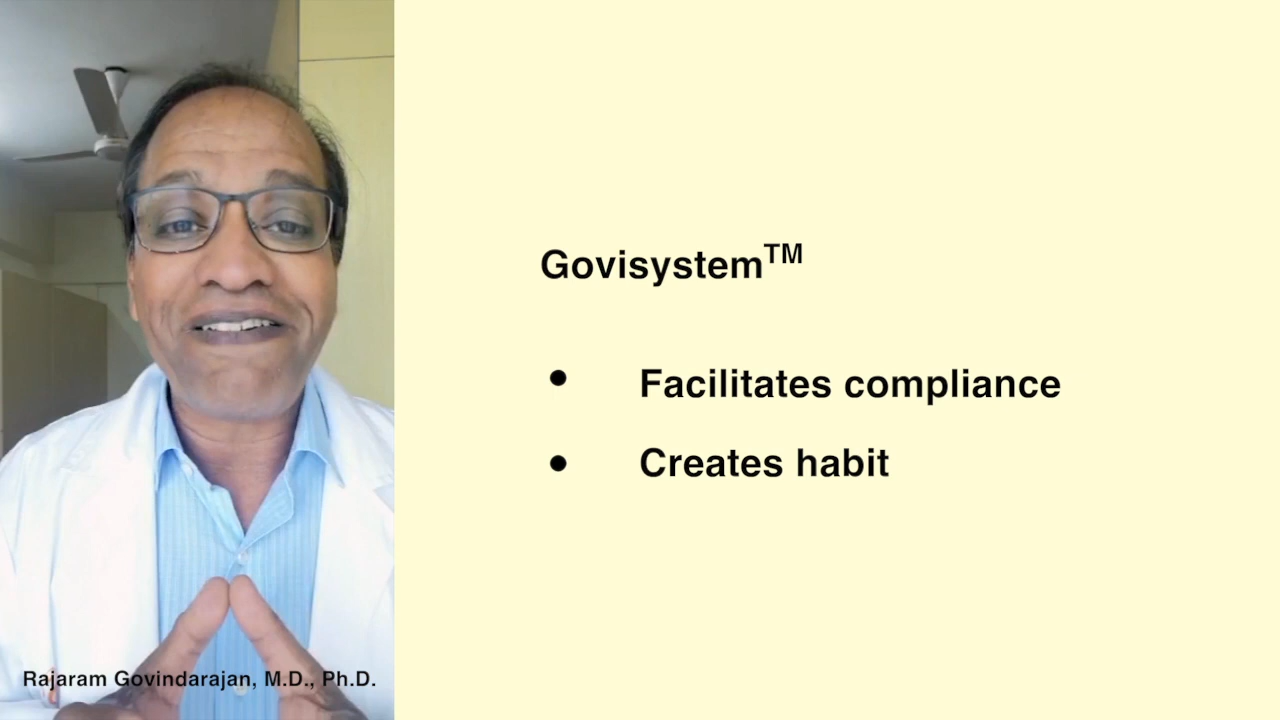 Govisystem™
• Facilitates compliance
• Creates habit
Rajaram Govindarajan, M.D., Ph.D.